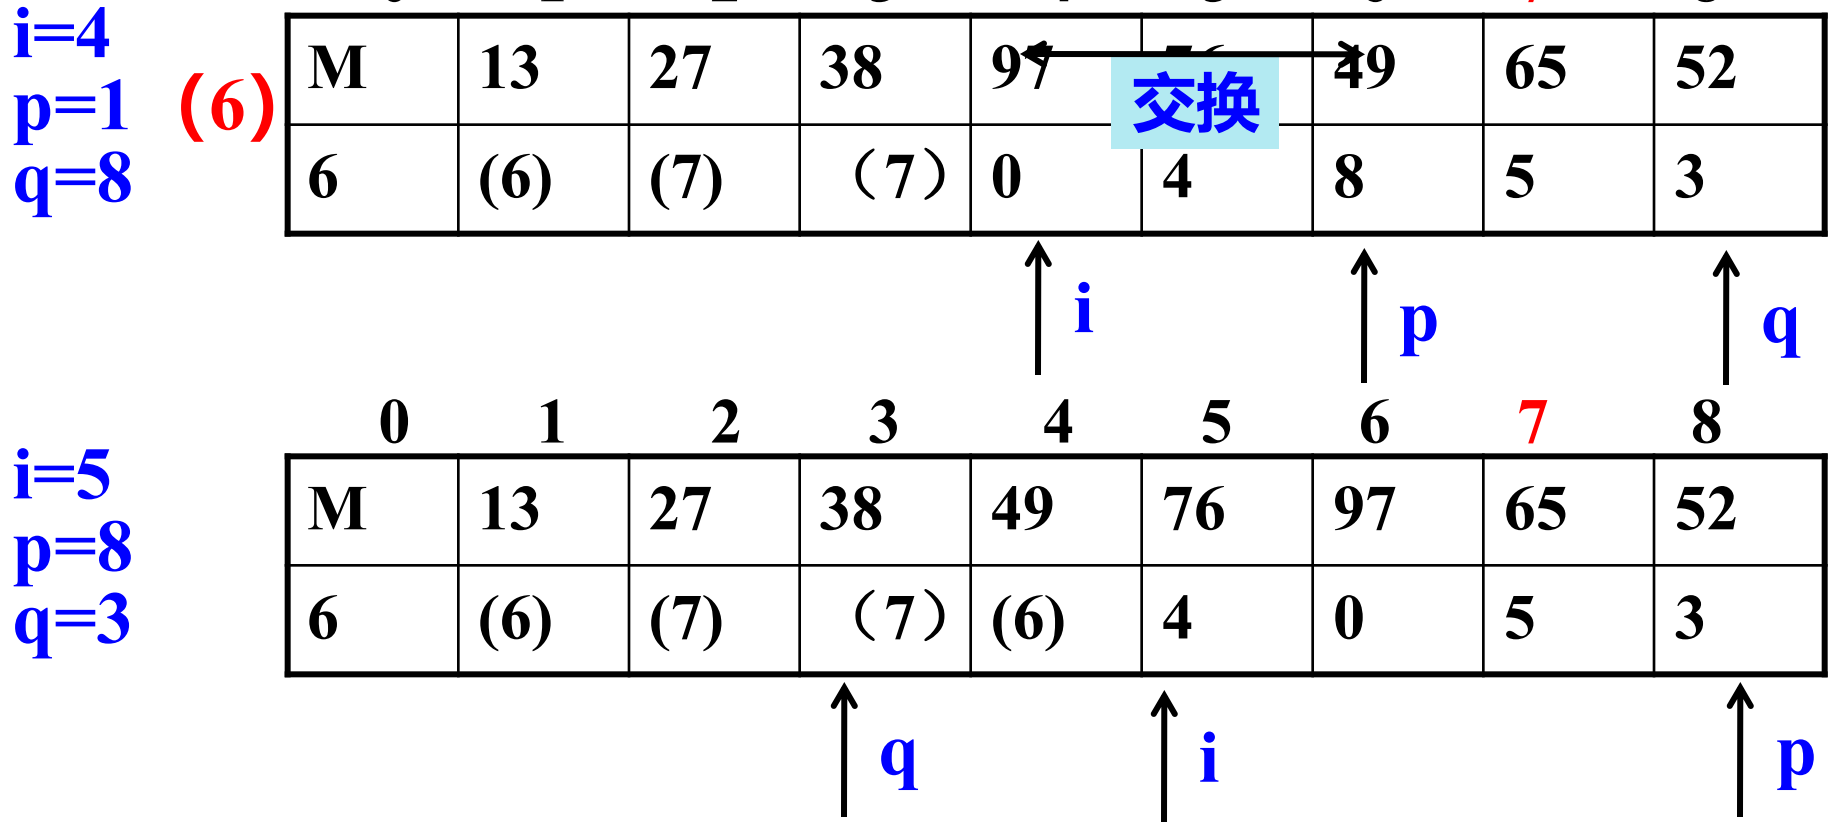 i=4
p=1 (6)
q=8
M 13 27 38 97 49 65 52
交换
6 (6) (7) （7） 0 4 8 5 3
i p q
0 1 2 3 4 5 6 7 8
i=5
p=8
q=3
M 13 27 38 49 76 97 65 52
6 (6) (7) （7） (6) 4 0 5 3
q i p